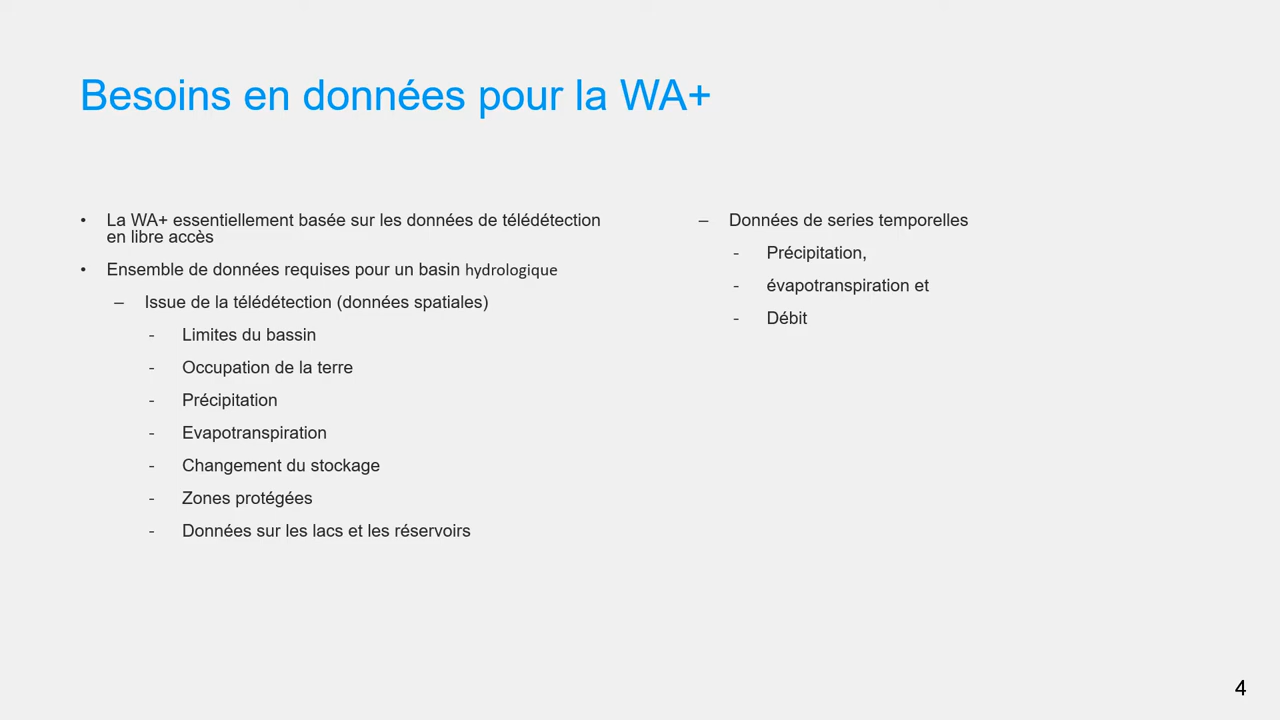 Besoins en données pour la WA+
• La WA+ essentiellement basée sur les données de télédétection
en libre accès
• Ensemble de données requises pour un basin hydrologique
– Issue de la télédétection (données spatiales)
- Limites du bassin
- Occupation de la terre
- Précipitation
- Evapotranspiration
- Changement du stockage
- Zones protégées
- Données sur les lacs et les réservoirs
– Données de series temporelles
- Précipitation,
- évapotranspiration et
- Débit
4